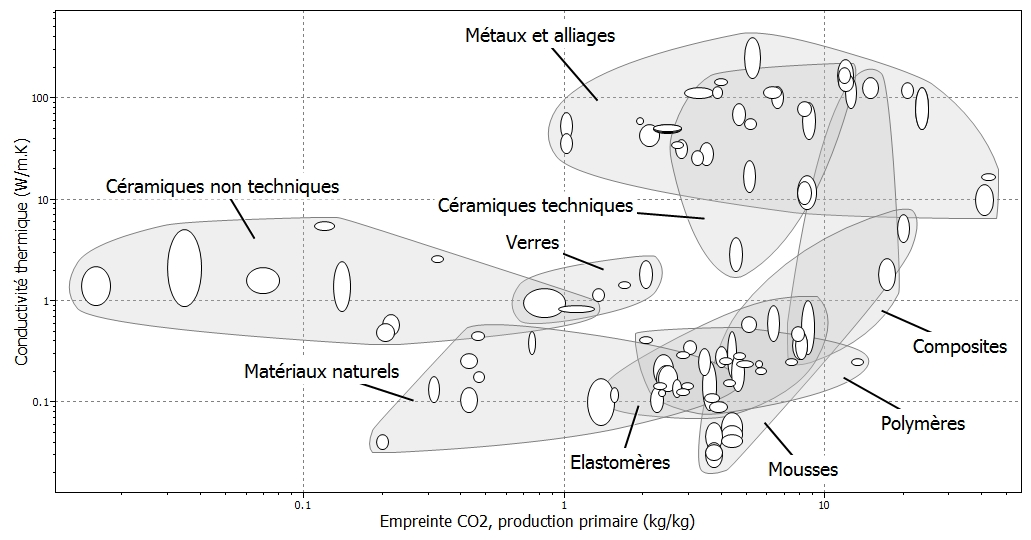 Métaux et alliages
100
Conductivité thermique (W/m.K)
Céramiques non techniques
10
Céramiques techniques
Verres
1
Composites
Matériaux naturels
0.1
Polymères
Elastomères
Mousses
0.1
1
10
Empreinte CO2, production primaire (kg/kg)